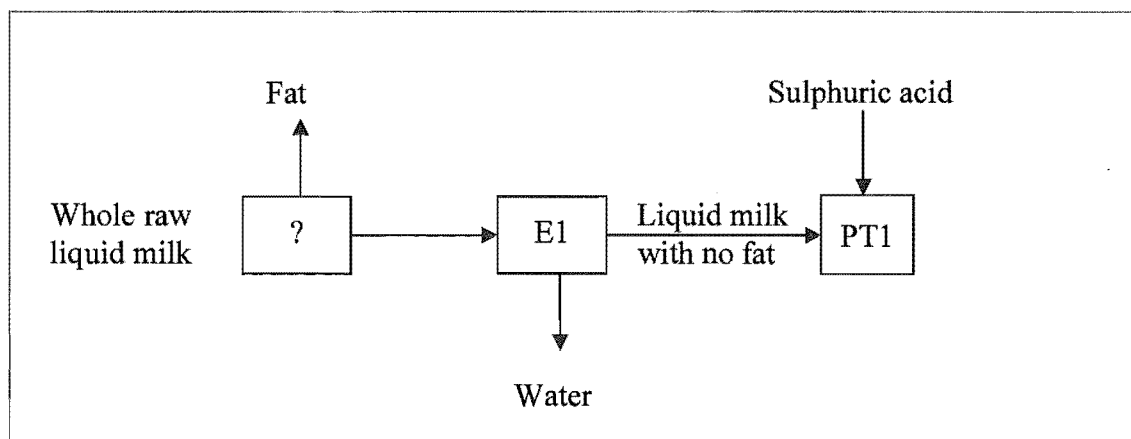 Fat
Sulphuric acid
Whole raw
liquid milk
?
E1
Liquid milk
with no fat
PT1
Water